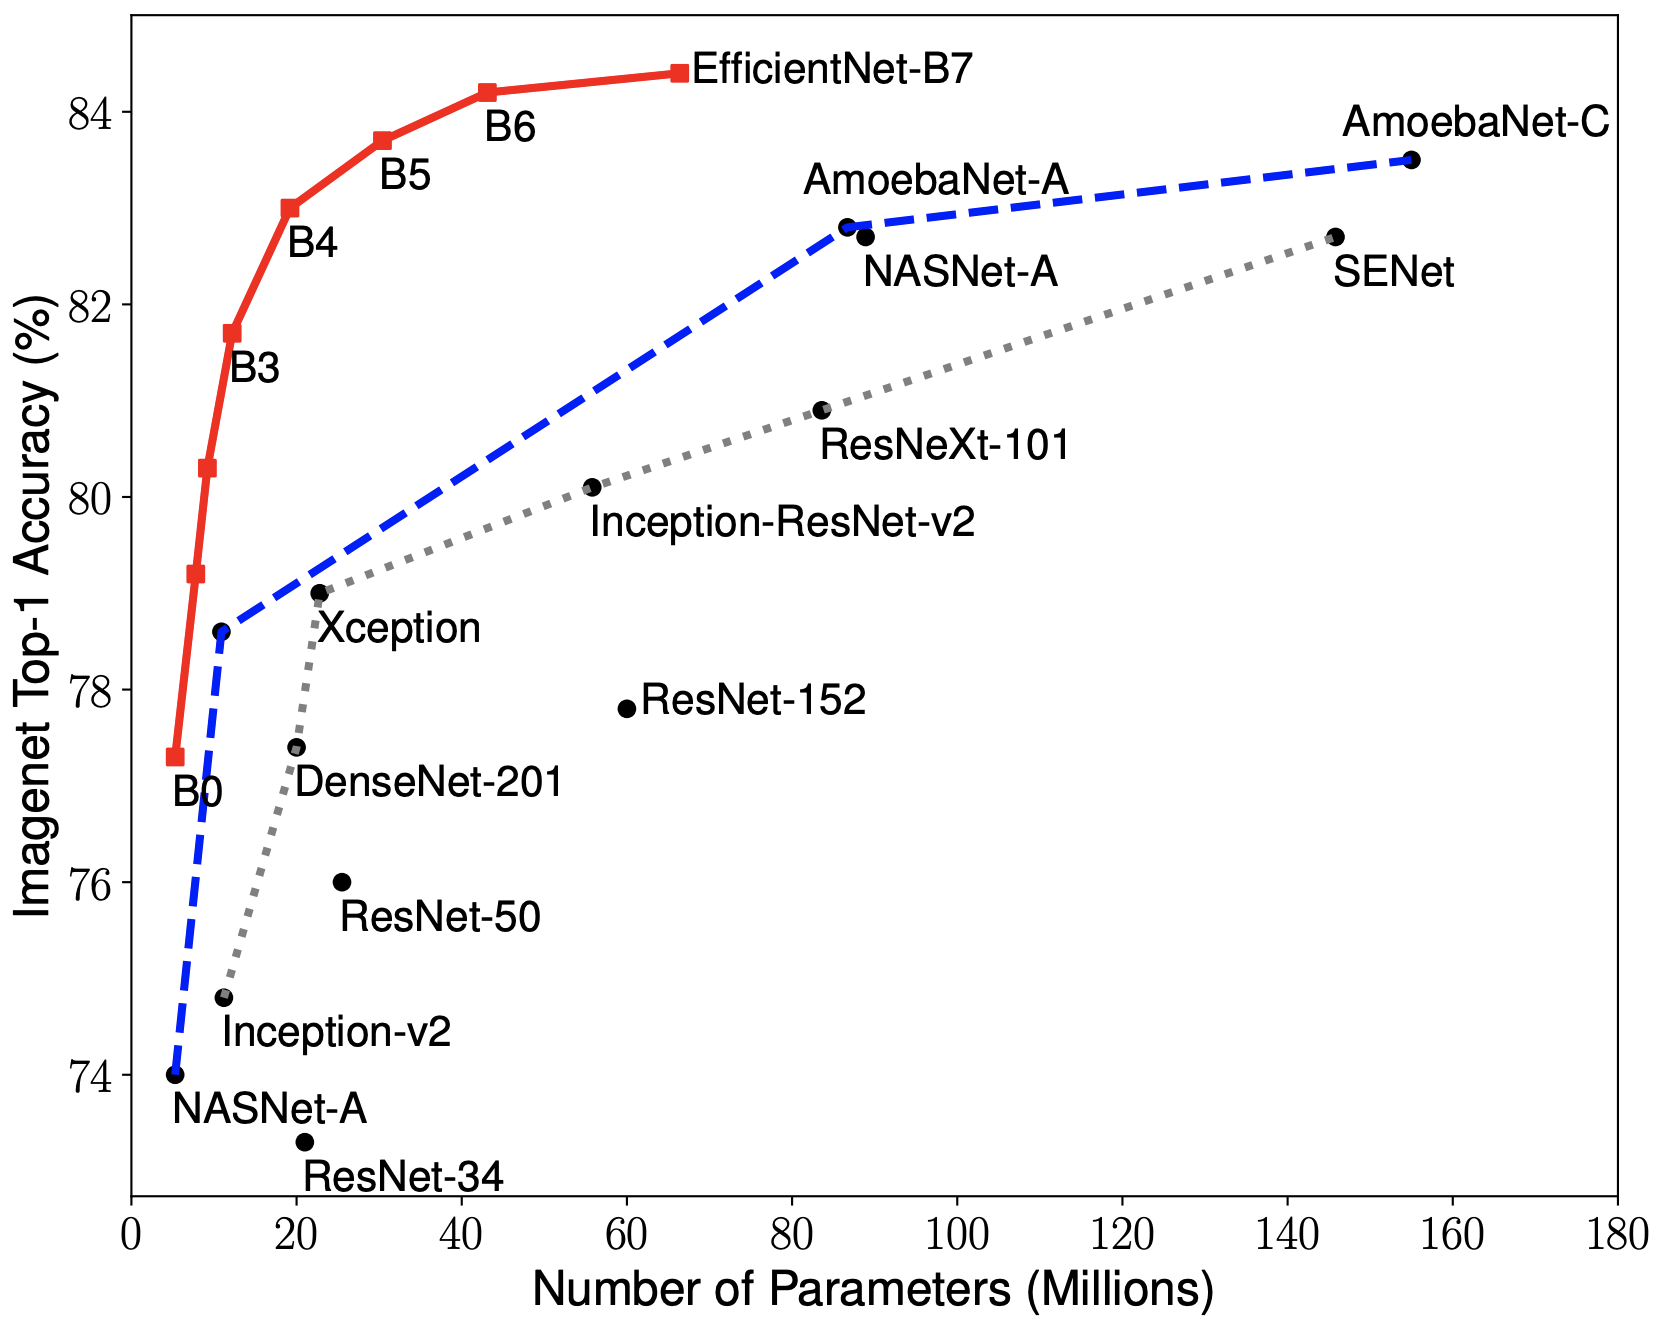 EfficientNet-B7
84
AmoebaNet-C
B6
B5
AmoebaNet-A
B4
NASNet-A
SENet
82
B3
ResNeXt-101
80
Inception-ResNet-v2
Xception
78
ResNet-152
DenseNet-201
B0
76
ResNet-50
Inception-v2
74
NASNet-A
ResNet-34
Imagenet Top-1 Accuracy (%)
0 20 40 60 80 100 120 140 160 180
Number of Parameters (Millions)